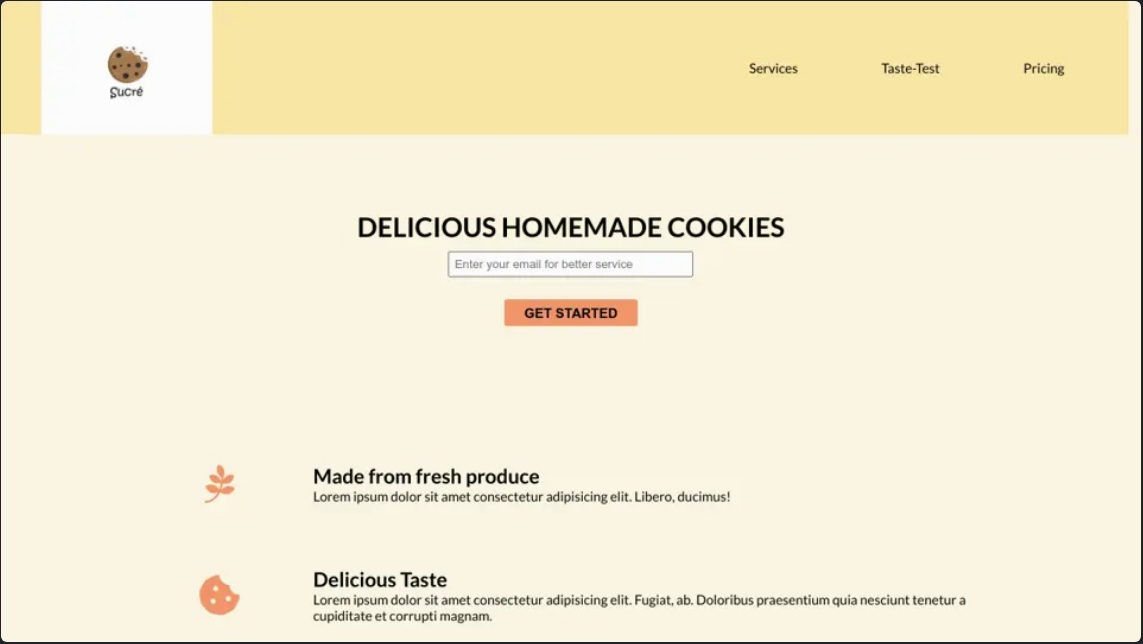 Sucré
Services
Taste-Test
Pricing
DELICIOUS HOMEMADE COOKIES
Enter your email for better service
GET STARTED
Made from fresh produce
Lorem ipsum dolor sit amet consectetur adipisicing elit. Libero, ducimus!
Delicious Taste
Lorem ipsum dolor sit amet consectetur adipisicing elit. Fugiat, ab. Doloribus praesentium quia nesciunt tenetur a
cupiditate et corrupti magnam.